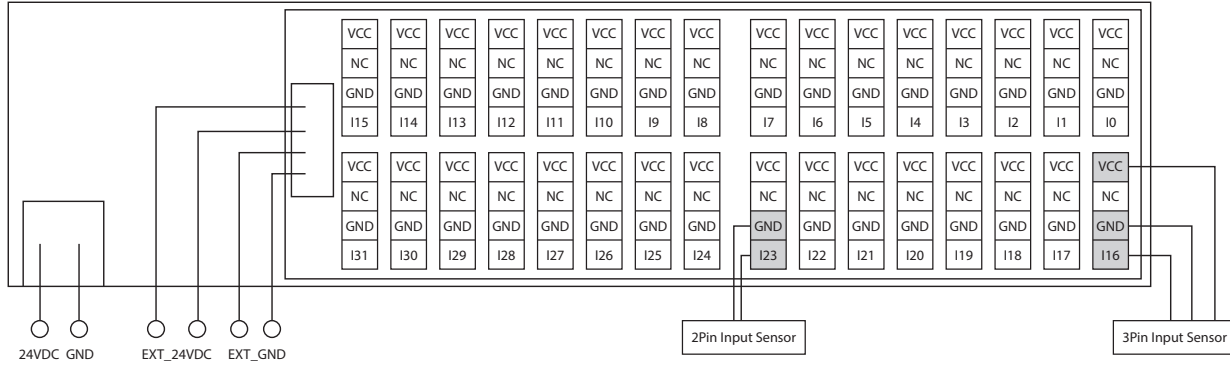 VCC VCC VCC VCC VCC VCC VCC VCC VCC VCC VCC VCC VCC VCC VCC VCC
NC NC NC NC NC NC NC NC NC NC NC NC NC NC NC NC
GND GND GND GND GND GND GND GND GND GND GND GND GND GND GND GND
I15 I14 I13 I12 I11 I10 I9 I8 I7 I6 I5 I4 I3 I2 I1 I0
VCC VCC VCC VCC VCC VCC VCC VCC VCC VCC VCC VCC VCC VCC VCC VCC
NC NC NC NC NC NC NC NC NC NC NC NC NC NC NC NC
GND GND GND GND GND GND GND GND GND GND GND GND GND GND GND GND
I31 I30 I29 I28 I27 I26 I25 I24 I23 I22 I21 I20 I19 I18 I17 I16
2Pin Input Sensor 3Pin Input Sensor
24VDC GND EXT_24VDC EXT_GND